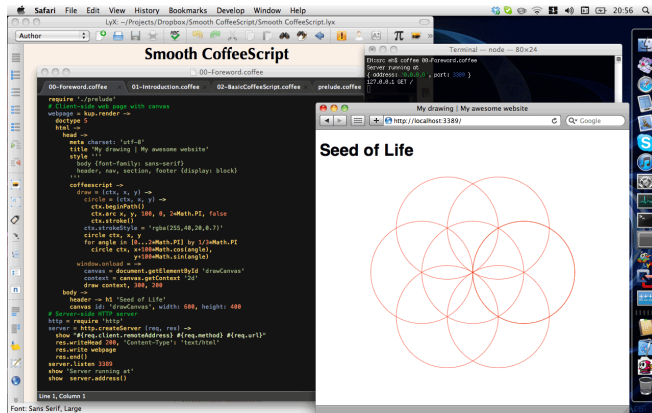 Safari File Edit View History Bookmarks Develop Window Help
20:56
LyX: ~/Projects/Dropbox/Smooth CoffeeScript/Smooth CoffeeScript.lyx
Author
Smooth CoffeeScript
00-Foreword.coffee
00-Foreword.coffee 01-Introduction.coffee 02-BasicCoffeeScript.coffee prelude.coffee
require './prelude'
# Client-side web page with canvas
webpage = kup.render ->
doctype 5
html ->
head ->
meta charset: 'utf-8'
title 'My drawing | My awesome website'
style '''
body {font-family: sans-serif}
header, nav, section, footer {display: block}
'''
coffeescript ->
draw = (ctx, x, y) ->
circle = (ctx, x, y) ->
ctx.beginPath()
ctx.arc x, y, 100, 0, 2*Math.PI, false
ctx.stroke()
ctx.strokeStyle = 'rgba(255,40,20,0.7)'
circle ctx, x, y
for angle in [0...2*Math.PI] by 1/3*Math.PI
circle ctx, x+100*Math.cos(angle),
y+100*Math.sin(angle)
window.onload = ->
canvas = document.getElementById 'drawCanvas'
context = canvas.getContext '2d'
draw context, 300, 200
body ->
header -> h1 'Seed of Life'
canvas id: 'drawCanvas', width: 600, height: 400
# Server-side HTTP server
http = require 'http'
server = http.createServer (req, res) ->
show "#{req.client.remoteAddress} #{req.method} #{req.url}"
res.writeHead 200, 'Content-Type': 'text/html'
res.write webpage
res.end()
server.listen 3389
show 'Server running at'
show server.address()
Line 1, Column 1
Font: Sans Serif, Large
Terminal — node — 80×24
coffee 00-Foreword.coffee
Server running at
{ address: '0.0.0.0', port: 3389 }
127.0.0.1 GET /
My drawing | My awesome website
http://localhost:3389/
Google
Seed of Life